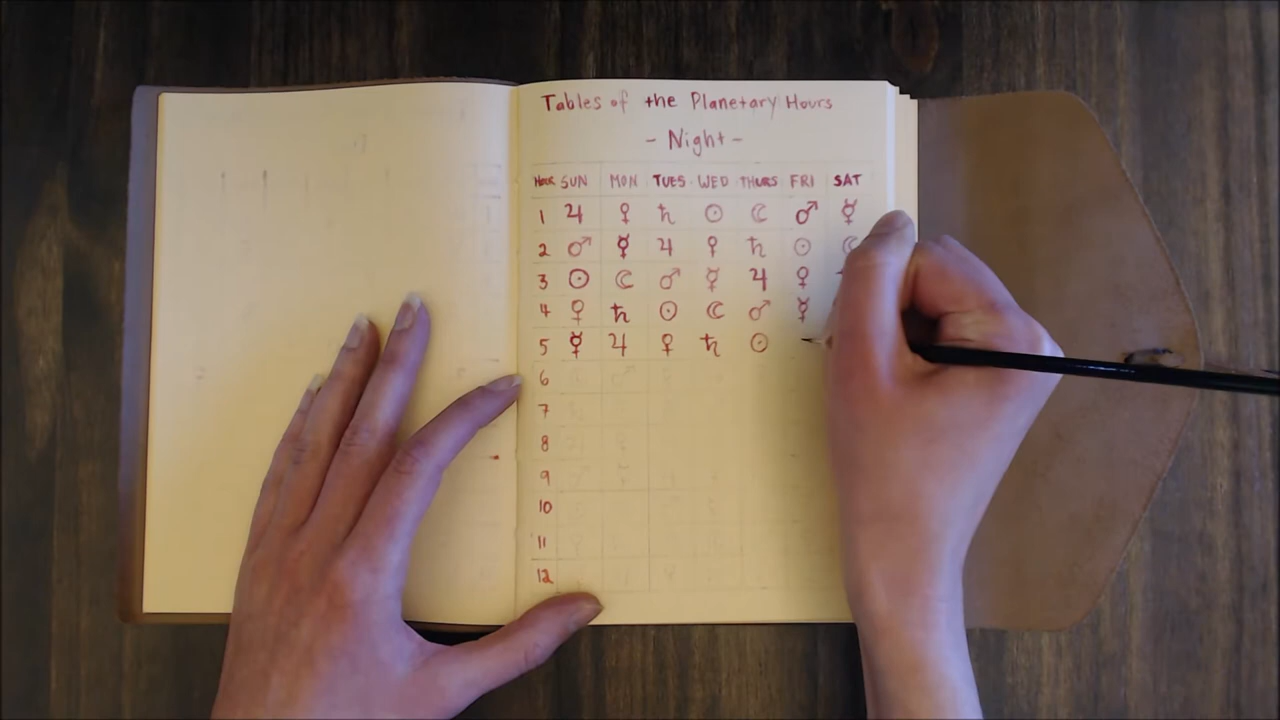 Tables of the Planetary Hours
- Night -
Hour SUN MON TUES WED THURS FRI SAT
1 ♃ ♀ ♄ ☉ ☾ ♂ ☿
2 ♂ ☿ ♃ ♀ ♄ ☉ ☾
3 ☉ ☾ ♂ ☿ ♃ ♀
4 ♀ ♄ ☉ ☾ ♂ ☿
5 ☿ ♃ ♀ ♄ ☉
6
7
8
9
10
11
12